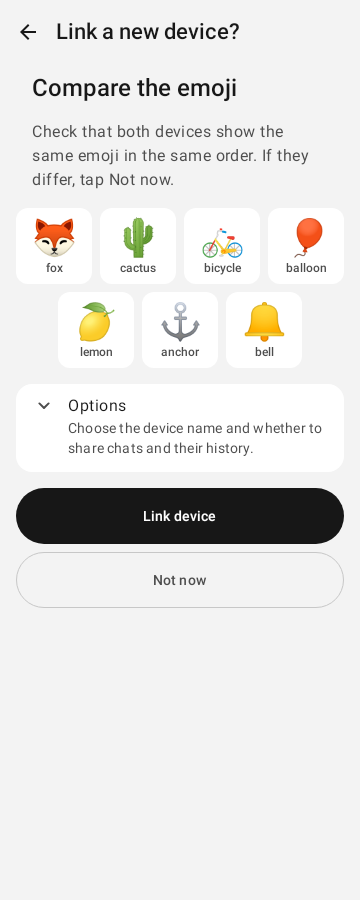 Link a new device?
Compare the emoji
Check that both devices show the
same emoji in the same order. If they
differ, tap Not now.
fox
cactus
bicycle
balloon
lemon
anchor
bell
Options
Choose the device name and whether to
share chats and their history.
Link device
Not now